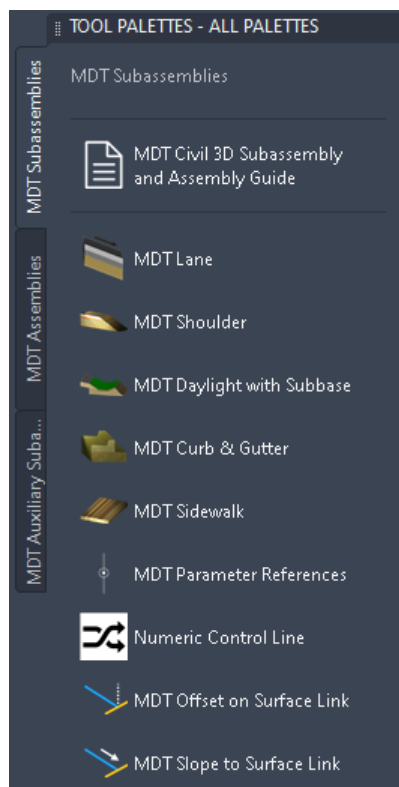 TOOL PALETTES - ALL PALETTES
MDT Subassemblies
MDT Assemblies
MDT Auxiliary Suba...
MDT Subassemblies
MDT Civil 3D Subassembly
and Assembly Guide
MDT Lane
MDT Shoulder
MDT Daylight with Subbase
MDT Curb & Gutter
MDT Sidewalk
MDT Parameter References
Numeric Control Line
MDT Offset on Surface Link
MDT Slope to Surface Link